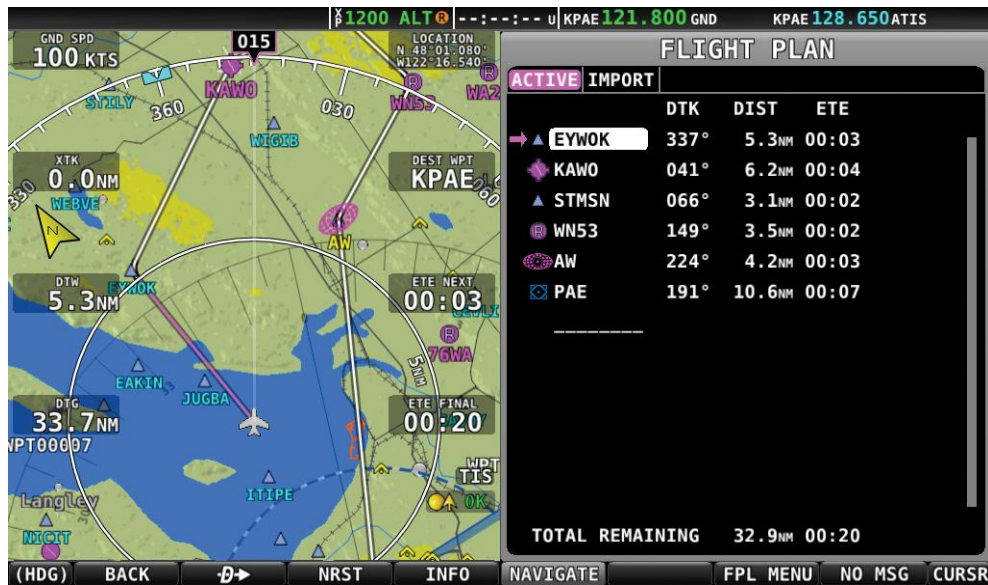 XP 1200 ALT R --:--:-- U KPAE 121.800 GND KPAE 128.650 ATIS
GND SPD
100 KTS
015
LOCATION
N 48°01.080'
W122°16.540'
STILY
KAWO
WN53
WA2
360
030
WIGIB
XTK
0.0NM
DEST WPT
KPAE
330
060
WEBVE
N
AW
DTW
5.3NM
EYWOK
ETE NEXT
00:03
R
76WA
5NM
EAKIN
JUGBA
DTG
33.7NM
ETE FINAL
00:20
WPT00007
WPT
TIS
ITIPE
OK
Langley
NICIT
FLIGHT PLAN
ACTIVE IMPORT
DTK DIST ETE
EYWOK 337° 5.3NM 00:03
KAWO 041° 6.2NM 00:04
STMSN 066° 3.1NM 00:02
R WN53 149° 3.5NM 00:02
AW 224° 4.2NM 00:03
PAE 191° 10.6NM 00:07
________
TOTAL REMAINING 32.9NM 00:20
(HDG) BACK D NRST INFO NAVIGATE FPL MENU NO MSG CURSR